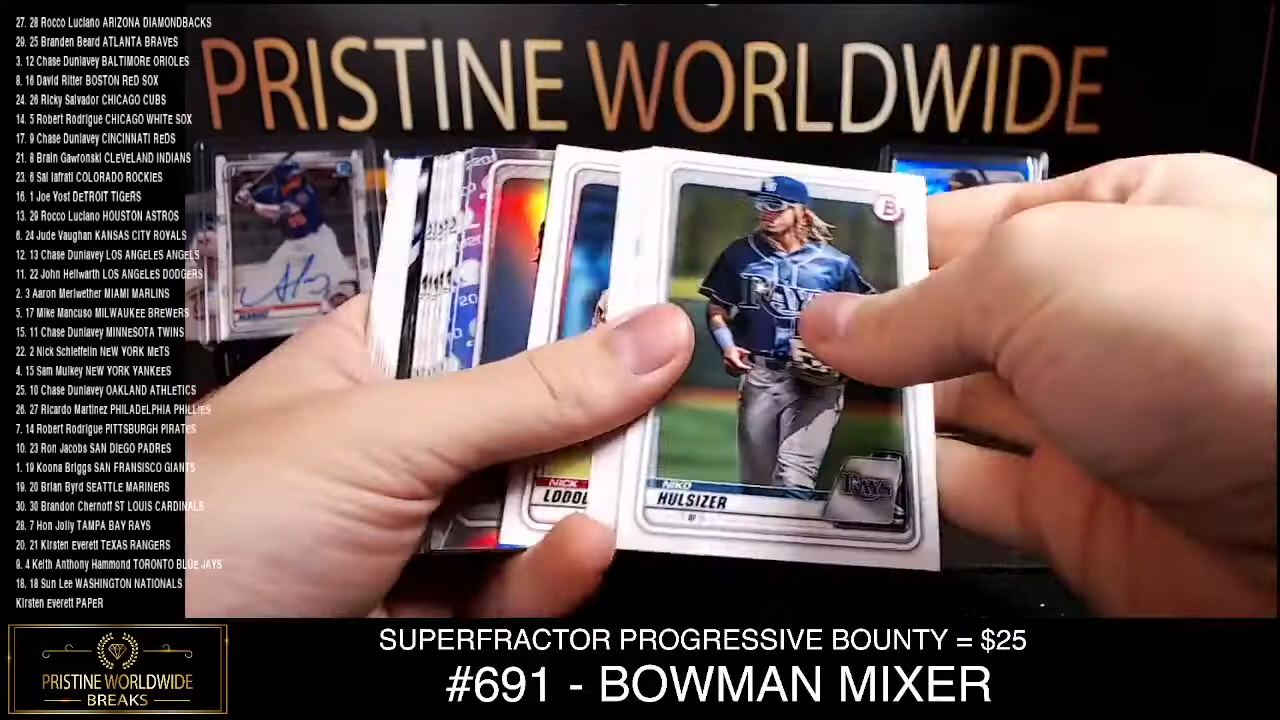 27. 28 Rocco Luciano ARIZONA DIAMONDBACKS
29. 25 Branden Beard ATLANTA BRAVES
3. 12 Chase Dunlavey BALTIMORE ORIOLES
8. 16 David Ritter BOSTON RED SOX
24. 26 Ricky Salvador CHICAGO CUBS
14. 5 Robert Rodrigue CHICAGO WHITE SOX
17. 9 Chase Dunlavey CINCINNATI REDS
21. 8 Brain Gawronski CLEVELAND INDIANS
23. 6 Sal Iafrati COLORADO ROCKIES
16. 1 Joe Yost DETROIT TIGERS
13. 29 Rocco Luciano HOUSTON ASTROS
6. 24 Jude Vaughan KANSAS CITY ROYALS
12. 13 Chase Dunlavey LOS ANGELES ANGELS
11. 22 John Hellwarth LOS ANGELES DODGERS
2. 3 Aaron Meriwether MIAMI MARLINS
5. 17 Mike Mancuso MILWAUKEE BREWERS
15. 11 Chase Dunlavey MINNESOTA TWINS
22. 2 Nick Schieffelin NEW YORK METS
4. 15 Sam Mulkey NEW YORK YANKEES
25. 10 Chase Dunlavey OAKLAND ATHLETICS
26. 27 Ricardo Martinez PHILADELPHIA PHILLIES
7. 14 Robert Rodrigue PITTSBURGH PIRATES
10. 23 Ron Jacobs SAN DIEGO PADRES
1. 19 Koona Briggs SAN FRANSISCO GIANTS
19. 20 Brian Byrd SEATTLE MARINERS
30. 30 Brandon Chernoff ST LOUIS CARDINALS
28. 7 Hon Jolly TAMPA BAY RAYS
20. 21 Kirsten Everett TEXAS RANGERS
9. 4 Keith Anthony Hammond TORONTO BLUE JAYS
18. 18 Sun Lee WASHINGTON NATIONALS
Kirsten Everett PAPER
PRISTINE WORLDWIDE
B
RAYS
NICK
LODOL
NIKO
HULSIZER
OF
RAYS
PRISTINE WORLDWIDE
BREAKS
SUPERFRACTOR PROGRESSIVE BOUNTY = $25
#691 - BOWMAN MIXER